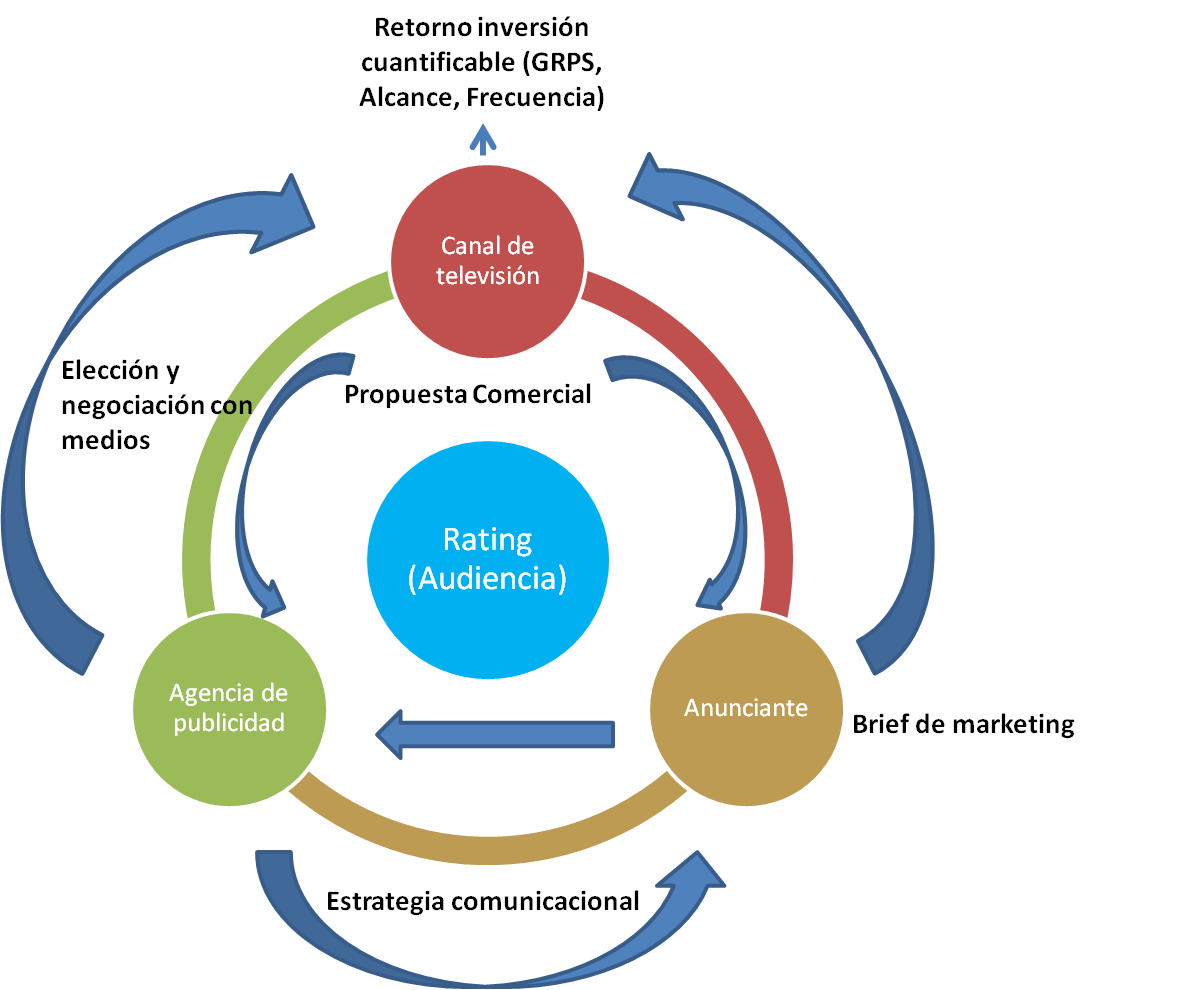 Retorno inversión
cuantificable (GRPS,
Alcance, Frecuencia)
Canal de
televisión
Elección y
negociación con
medios
Propuesta Comercial
Rating
(Audiencia)
Agencia de
publicidad
Anunciante
Brief de marketing
Estrategia comunicacional